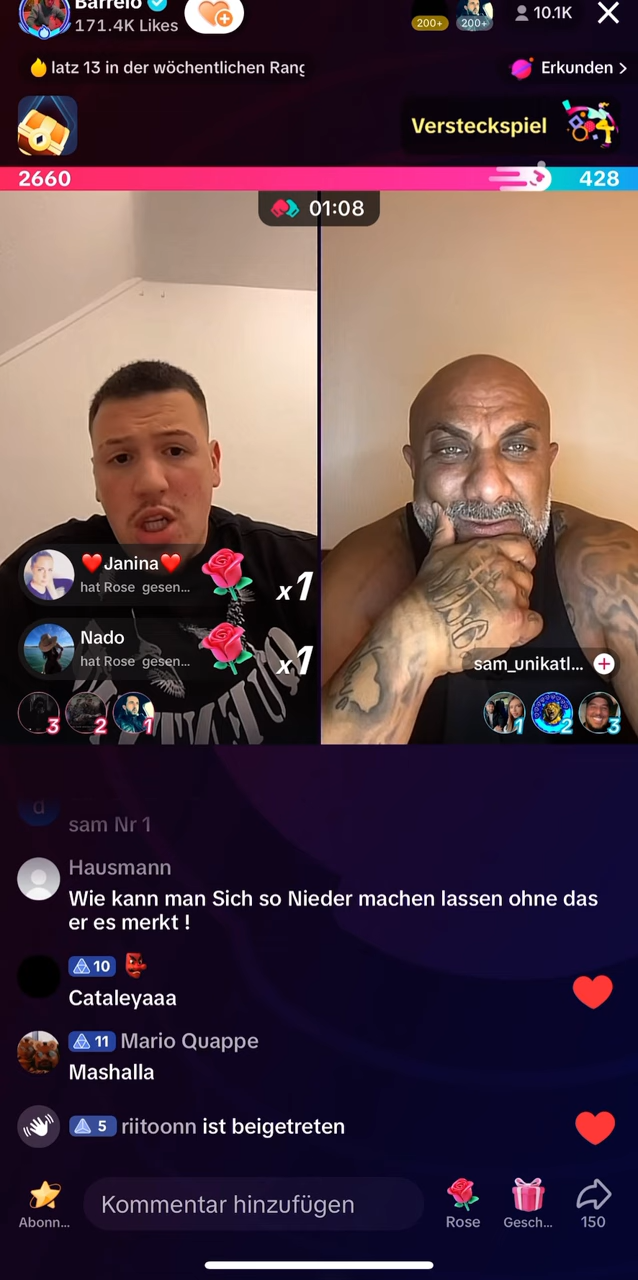 Barrelo
171.4K Likes
200+
200+
10.1K
latz 13 in der wöchentlichen Rang
Erkunden >
Versteckspiel
2660
428
01:08
Janina
hat Rose gesen...
x1
Nado
hat Rose gesen...
x1
sam_unikatl...
3
2
1
1
2
3
d
sam Nr 1
Hausmann
Wie kann man Sich so Nieder machen lassen ohne das
er es merkt !
10
Cataleyaaa
11 Mario Quappe
Mashalla
5 riitoonn ist beigetreten
Kommentar hinzufügen
Abonn...
Rose
Gesch...
150